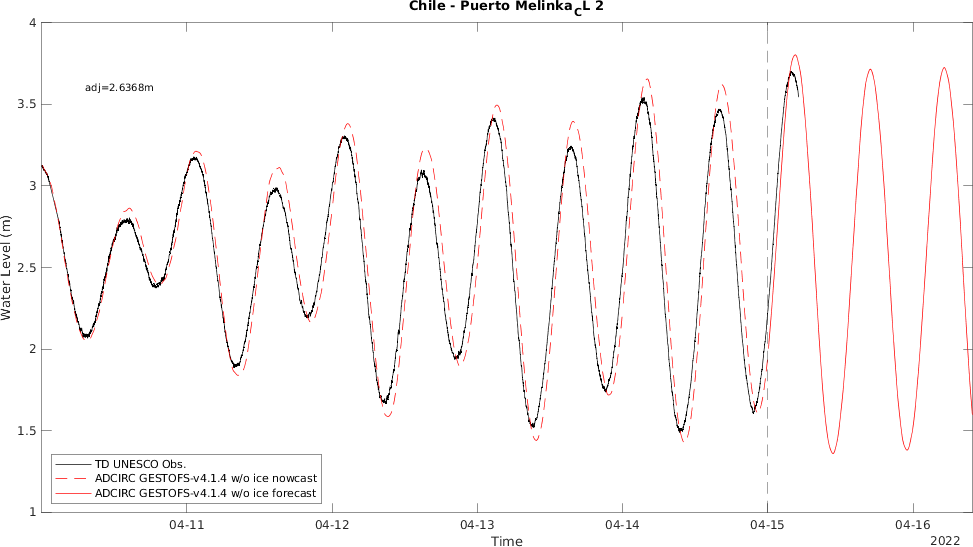 Chile - Puerto Melinka_CL 2
adj=2.6368m
4
3.5
3
2.5
2
1.5
1
Water Level (m)
TD UNESCO Obs.
ADCIRC GESTOFS-v4.1.4 w/o ice nowcast
ADCIRC GESTOFS-v4.1.4 w/o ice forecast
04-11 04-12 04-13 04-14 04-15 04-16
Time
2022